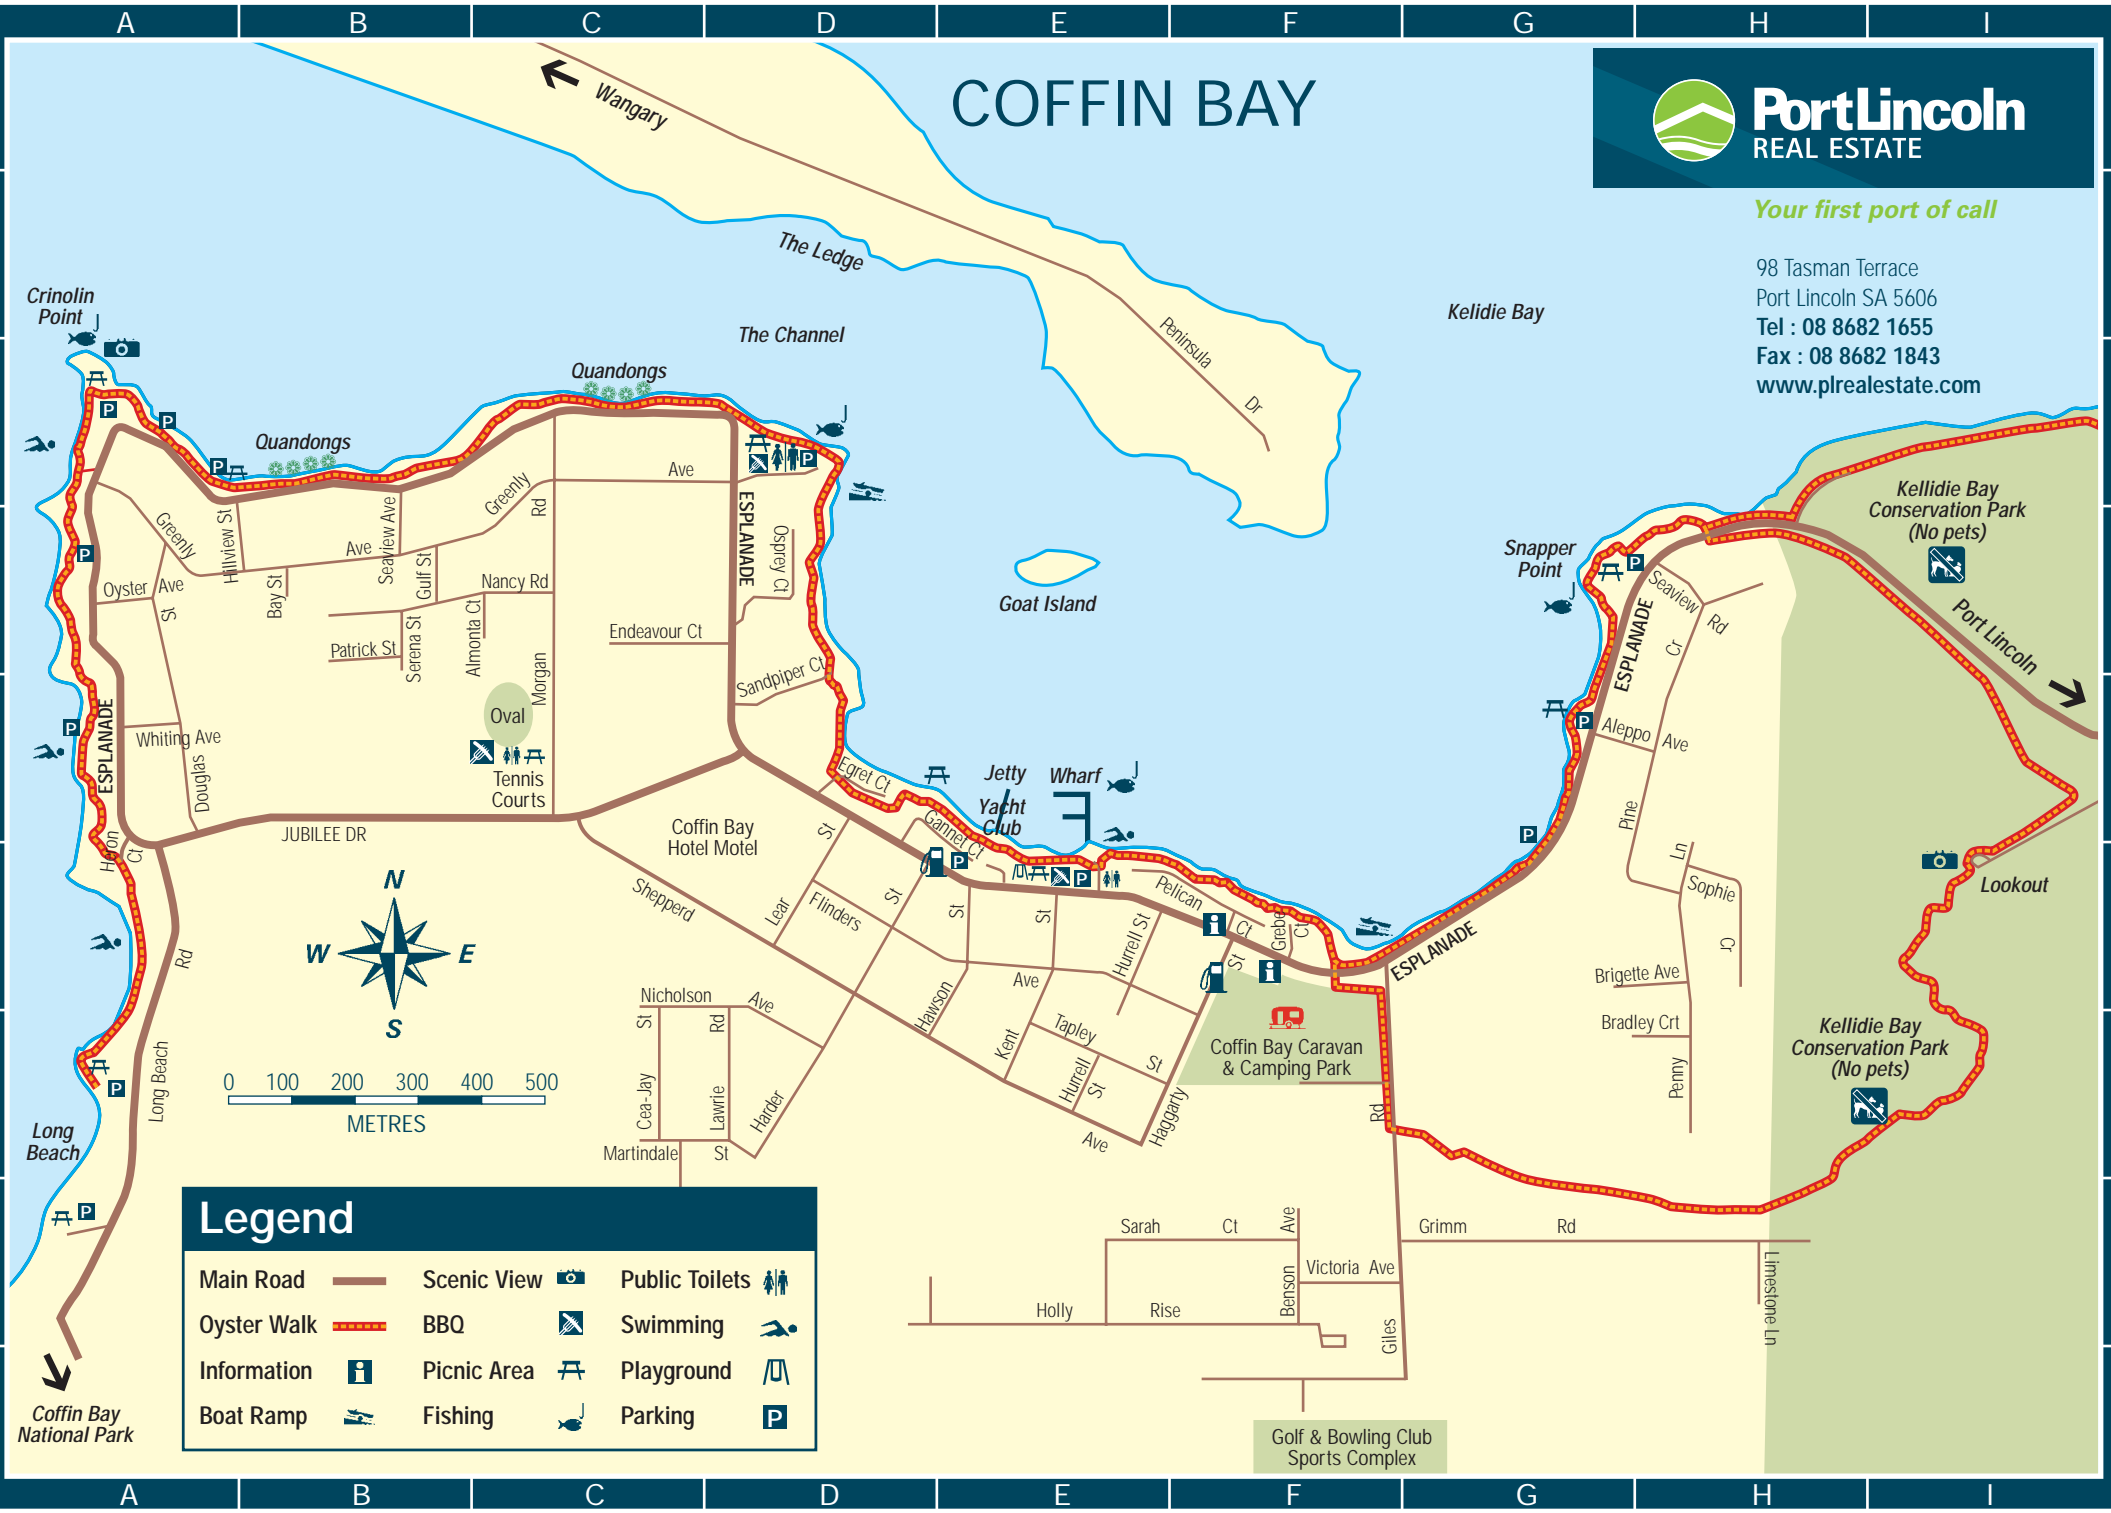 A B C D E F G H I
COFFIN BAY
PortLincoln
REAL ESTATE
Your first port of call
98 Tasman Terrace
Port Lincoln SA 5606
Tel : 08 8682 1655
Fax : 08 8682 1843
www.plrealestate.com
Wangary
The Ledge
The Channel
Peninsula
Dr
Kelidie Bay
Crinolin
Point
Quandongs
Quandongs
P
P
P
P
Greenly
Ave
Rd
Greenly
Ave
Hillview St
Seaview Ave
Gulf St
Bay St
Oyster Ave
St
Nancy Rd
Almonta Ct
Serena St
Patrick St
Morgan
ESPLANADE
Osprey Ct
Endeavour Ct
Sandpiper Ct
P
P
ESPLANADE
Whiting Ave
Douglas
Oval
Tennis
Courts
Goat Island
Snapper
Point
P
Kellidie Bay
Conservation Park
(No pets)
Port Lincoln
Seaview
Rd
Cr
ESPLANADE
P
Aleppo Ave
Pine
P
Egret Ct
Jetty
Wharf
Yacht
Club
Gannet Ct
P
P
JUBILEE DR
Heron
Ct
Coffin Bay
Hotel Motel
Shepperd
St
Lear
Flinders
St
St
St
Hurrell St
Pelican
Ct
Grebe
Ct
i
i
St
ESPLANADE
Ln
Sophie
Cr
Lookout
Brigette Ave
Bradley Crt
Penny
Kellidie Bay
Conservation Park
(No pets)
N
W E
S
Rd
Long Beach
0 100 200 300 400 500
METRES
Nicholson
Ave
St
Rd
Cea-Jay
Lawrie
Harder
Martindale St
Hawson
Ave
Kent
Tapley
St
Hurrell
St
Ave
Haggarty
Coffin Bay Caravan
& Camping Park
Rd
P
Long
Beach
P
Sarah Ct
Ave
Grimm Rd
Victoria Ave
Benson
Holly Rise
Giles
Limestone Ln
Coffin Bay
National Park
Golf & Bowling Club
Sports Complex
Legend
Main Road
Scenic View
Public Toilets
Oyster Walk
BBQ
Swimming
Information i
Picnic Area
Playground
Boat Ramp
Fishing
Parking P
A B C D E F G H I